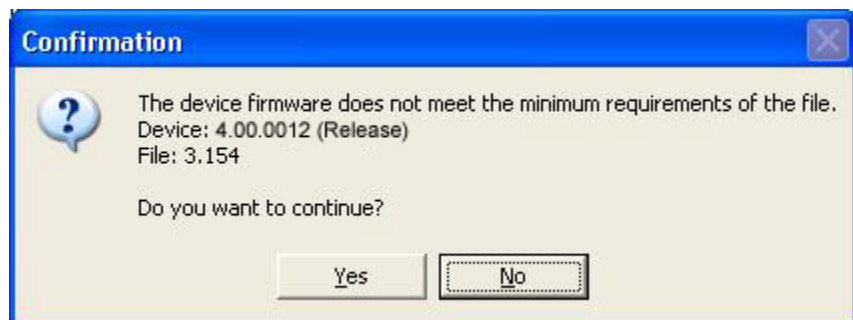 Confirmation
The device firmware does not meet the minimum requirements of the file.
Device: 4.00.0012 (Release)
File: 3.154
Do you want to continue?
Yes
No